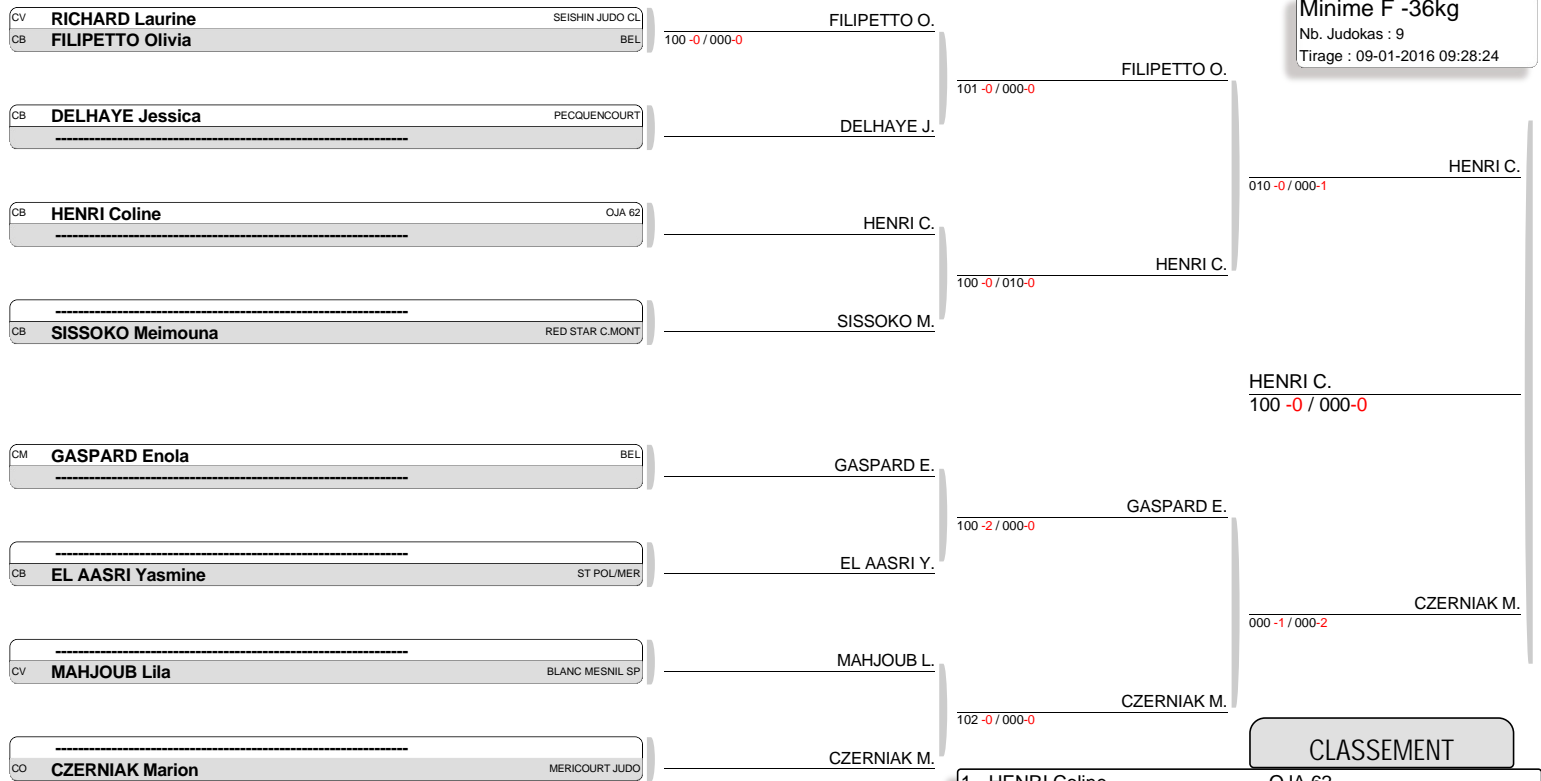 Minime F -36kg
Nb. Judokas : 9
Tirage : 09-01-2016 09:28:24
CV RICHARD Laurine SEISHIN JUDO CL
CB FILIPETTO Olivia BEL
CB DELHAYE Jessica PECQUENCOURT
----------------------------------------------------------------------
CB HENRI Coline OJA 62
----------------------------------------------------------------------
----------------------------------------------------------------------
CB SISSOKO Meimouna RED STAR C.MONT
CM GASPARD Enola BEL
----------------------------------------------------------------------
----------------------------------------------------------------------
CB EL AASRI Yasmine ST POL/MER
----------------------------------------------------------------------
CV MAHJOUB Lila BLANC MESNIL SP
----------------------------------------------------------------------
CO CZERNIAK Marion MERICOURT JUDO
FILIPETTO O.
100 -0 / 000-0
DELHAYE J.
HENRI C.
SISSOKO M.
GASPARD E.
EL AASRI Y.
MAHJOUB L.
CZERNIAK M.
FILIPETTO O.
101 -0 / 000-0
HENRI C.
100 -0 / 010-0
GASPARD E.
100 -2 / 000-0
CZERNIAK M.
102 -0 / 000-0
HENRI C.
010 -0 / 000-1
CZERNIAK M.
000 -1 / 000-2
HENRI C.
100 -0 / 000-0
CLASSEMENT
1 HENRI Coline OJA 62